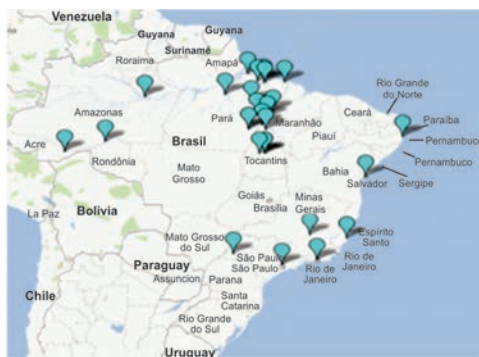 Venezuela
Guyana
Guyana
Surinamé
Roraima
Amapá
Rio Grande
do Norte
Amazonas
Pará
Maranhão
Ceará
Paraíba
Acre
Brasil
Piauí
Pernambuco
Rondônia
Tocantins
Pernambuco
Mato
Grosso
Bahia
Salvador
Sergipe
Goiás
La Paz
Bolivia
Brasília
Minas
Gerais
Espírito
Santo
Mato Grosso
do Sul
São Paulo
São Paulo
Rio de
Janeiro
Rio de
Janeiro
Paraguay
Assuncion
Parana
Chile
Santa
Catarina
Rio Grande
do Sul
Uruguay